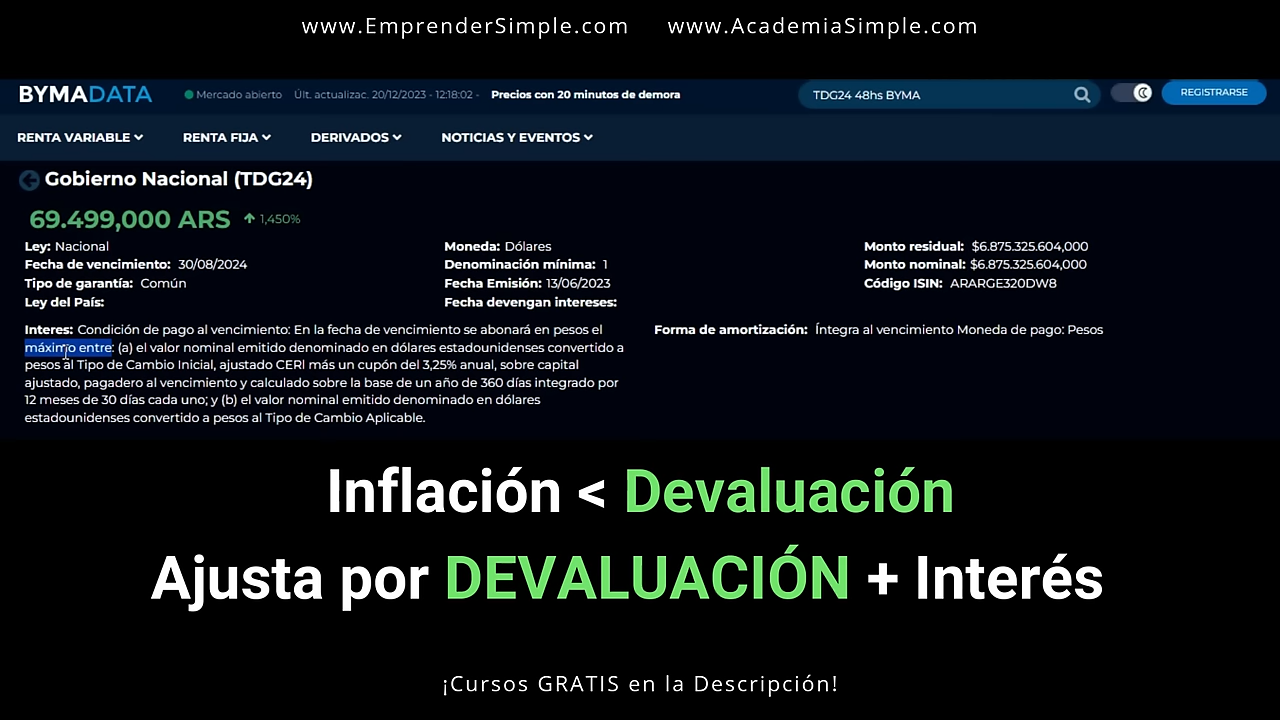 www.EmprenderSimple.com www.AcademiaSimple.com
BYMADATA Mercado abierto Últ. actualizac. 20/12/2023 - 12:18:02 - Precios con 20 minutos de demora TDG24 48hs BYMA REGISTRARSE
RENTA VARIABLE RENTA FIJA DERIVADOS NOTICIAS Y EVENTOS
Gobierno Nacional (TDG24)
69.499,000 ARS 1,450%
Ley: Nacional Moneda: Dólares Monto residual: $6.875.325.604,000
Fecha de vencimiento: 30/08/2024 Denominación mínima: 1 Monto nominal: $6.875.325.604,000
Tipo de garantía: Común Fecha Emisión: 13/06/2023 Código ISIN: ARARGE320DW8
Ley del País: Fecha devengan intereses:
Interes: Condición de pago al vencimiento: En la fecha de vencimiento se abonará en pesos el Forma de amortización: Íntegra al vencimiento Moneda de pago: Pesos
máximo entre: (a) el valor nominal emitido denominado en dólares estadounidenses convertido a
pesos al Tipo de Cambio Inicial, ajustado CERI más un cupón del 3,25% anual, sobre capital
ajustado, pagadero al vencimiento y calculado sobre la base de un año de 360 días integrado por
12 meses de 30 días cada uno; y (b) el valor nominal emitido denominado en dólares
estadounidenses convertido a pesos al Tipo de Cambio Aplicable.
Inflación < Devaluación
Ajusta por DEVALUACIÓN + Interés
¡Cursos GRATIS en la Descripción!